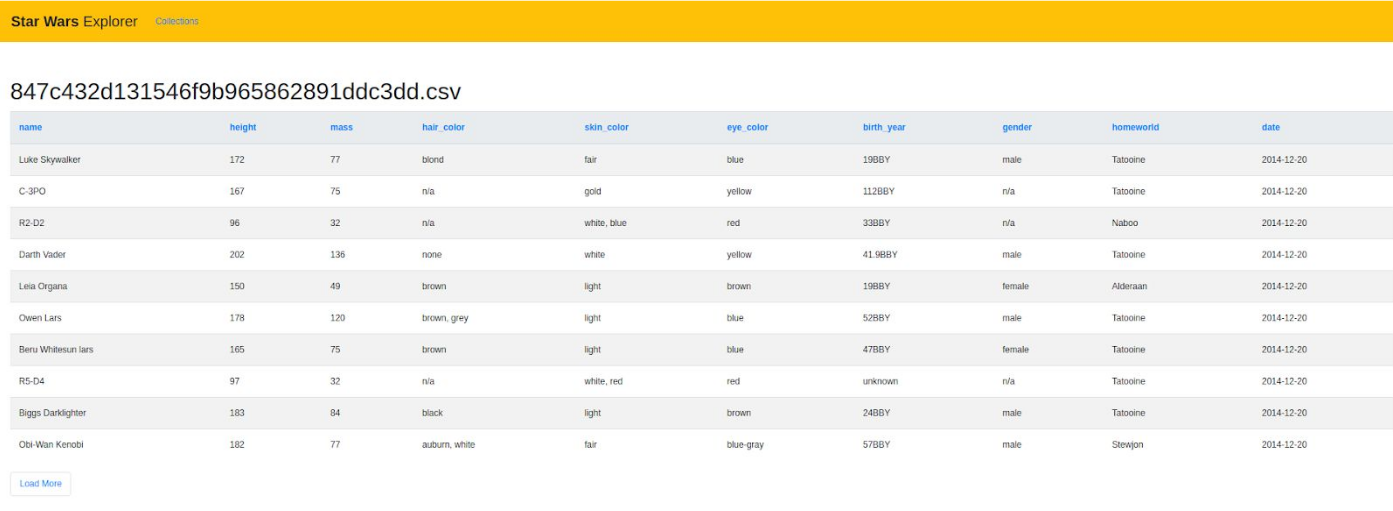 Star Wars Explorer Collections
847c432d131546f9b965862891ddc3dd.csv
name height mass hair_color skin_color eye_color birth_year gender homeworld date
Luke Skywalker 172 77 blond fair blue 19BBY male Tatooine 2014-12-20
C-3PO 167 75 n/a gold yellow 112BBY n/a Tatooine 2014-12-20
R2-D2 96 32 n/a white, blue red 33BBY n/a Naboo 2014-12-20
Darth Vader 202 136 none white yellow 41.9BBY male Tatooine 2014-12-20
Leia Organa 150 49 brown light brown 19BBY female Alderaan 2014-12-20
Owen Lars 178 120 brown, grey light blue 52BBY male Tatooine 2014-12-20
Beru Whitesun lars 165 75 brown light blue 47BBY female Tatooine 2014-12-20
R5-D4 97 32 n/a white, red red unknown n/a Tatooine 2014-12-20
Biggs Darklighter 183 84 black light brown 24BBY male Tatooine 2014-12-20
Obi-Wan Kenobi 182 77 auburn, white fair blue-gray 57BBY male Stewjon 2014-12-20
Load More